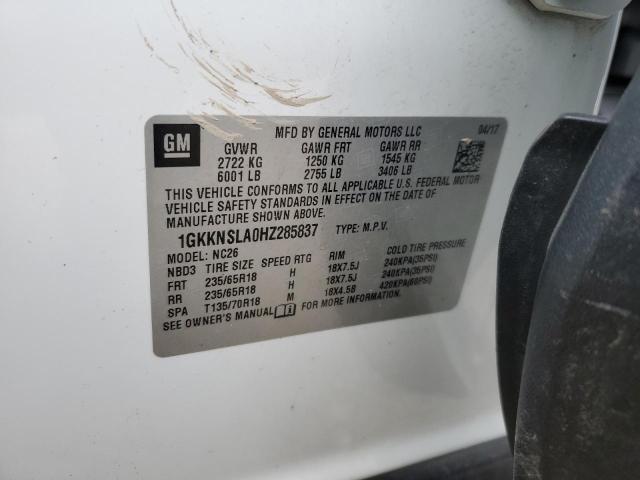 GM
MFD BY GENERAL MOTORS LLC 04/17
GVWR GAWR FRT GAWR RR
2722 KG 1250 KG 1545 KG
6001 LB 2755 LB 3406 LB
THIS VEHICLE CONFORMS TO ALL APPLICABLE U.S. FEDERAL MOTOR
VEHICLE SAFETY STANDARDS IN EFFECT ON THE DATE OF
MANUFACTURE SHOWN ABOVE.
1GKKNSLA0HZ285837 TYPE: M.P.V.
MODEL: NC26
NBD3 TIRE SIZE SPEED RTG RIM COLD TIRE PRESSURE
FRT 235/65R18 H 18X7.5J 240KPA(35PSI)
RR 235/65R18 H 18X7.5J 240KPA(35PSI)
SPA T135/70R18 M 18X4.5B 420KPA(60PSI)
SEE OWNER'S MANUAL FOR MORE INFORMATION.